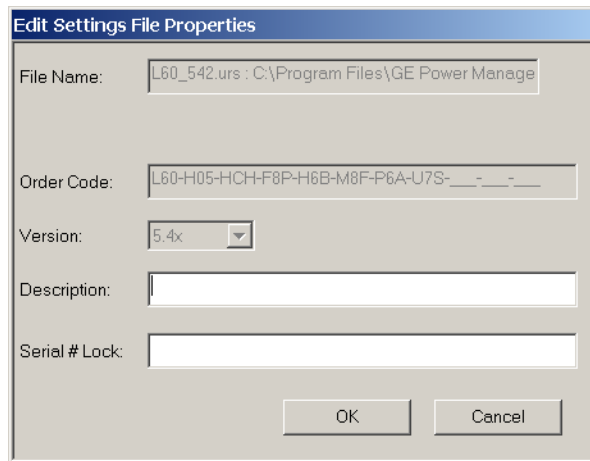 Edit Settings File Properties
File Name: L60_542.urs : C:\Program Files\GE Power Manage
Order Code: L60-H05-HCH-F8P-H6B-M8F-P6A-U7S-___-___-___
Version: 5.4x
Description:
Serial # Lock:
OK Cancel